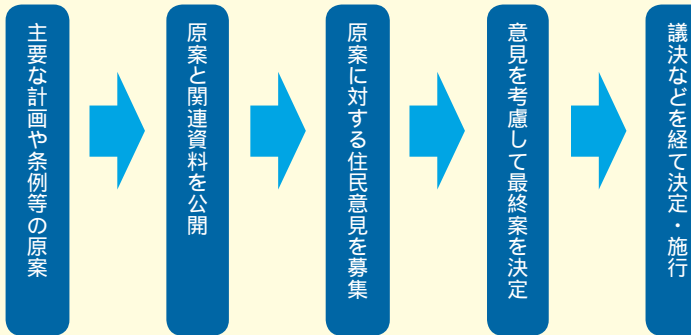 主要な計画や条例等の原案
原案と関連資料を公開
原案に対する住民意見を募集
意見を考慮して最終案を決定
議決などを経て決定・施行